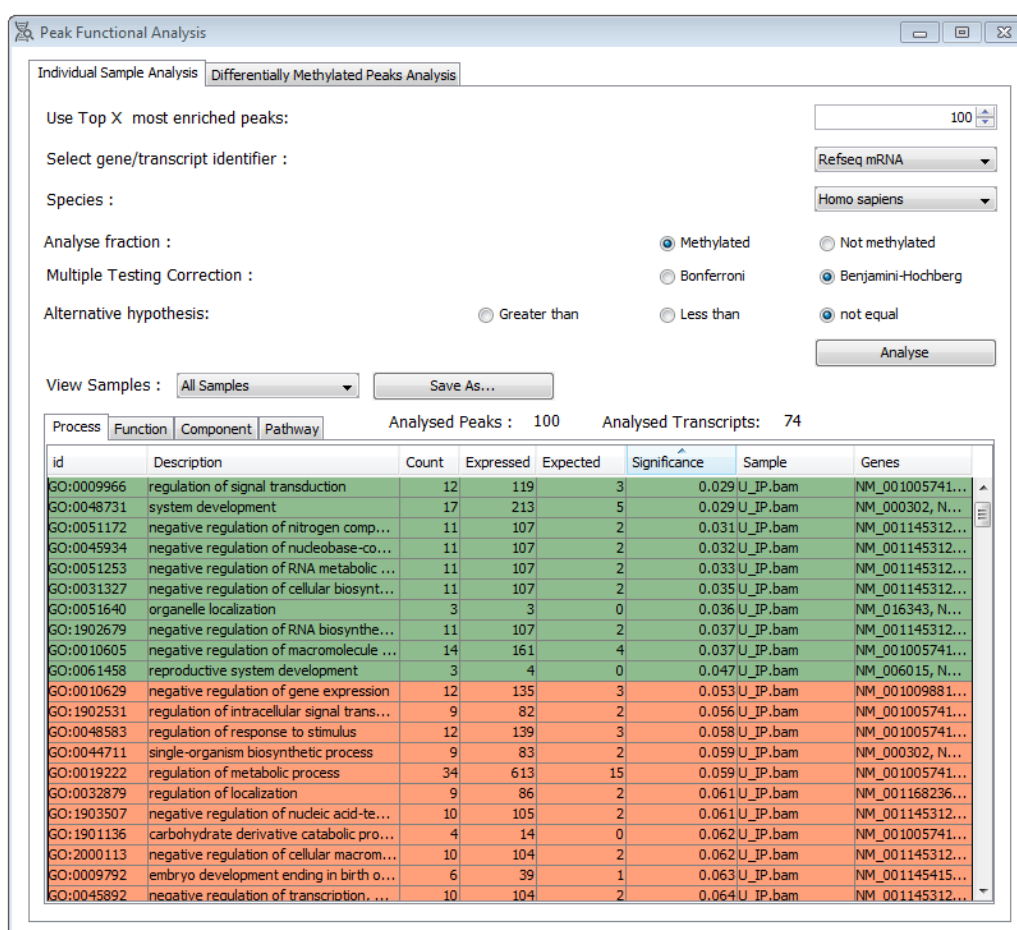 Peak Functional Analysis
Individual Sample Analysis Differentially Methylated Peaks Analysis
Use Top X most enriched peaks: 100
Select gene/transcript identifier : Refseq mRNA
Species : Homo sapiens
Analyse fraction : Methylated Not methylated
Multiple Testing Correction : Bonferroni Benjamini-Hochberg
Alternative hypothesis: Greater than Less than not equal
Analyse
View Samples : All Samples Save As...
Process Function Component Pathway Analysed Peaks : 100 Analysed Transcripts: 74
id Description Count Expressed Expected Significance Sample Genes
GO:0009966 regulation of signal transduction 12 119 3 0.029 U_IP.bam NM_001005741...
GO:0048731 system development 17 213 5 0.029 U_IP.bam NM_000302, N...
GO:0051172 negative regulation of nitrogen comp... 11 107 2 0.031 U_IP.bam NM_001145312...
GO:0045934 negative regulation of nucleobase-co... 11 107 2 0.032 U_IP.bam NM_001145312...
GO:0051253 negative regulation of RNA metabolic ... 11 107 2 0.033 U_IP.bam NM_001145312...
GO:0031327 negative regulation of cellular biosynt... 11 107 2 0.035 U_IP.bam NM_001145312...
GO:0051640 organelle localization 3 3 0 0.036 U_IP.bam NM_016343, N...
GO:1902679 negative regulation of RNA biosynthe... 11 107 2 0.037 U_IP.bam NM_001145312...
GO:0010605 negative regulation of macromolecule ... 14 161 4 0.037 U_IP.bam NM_001005741...
GO:0061458 reproductive system development 3 4 0 0.047 U_IP.bam NM_006015, N...
GO:0010629 negative regulation of gene expression 12 135 3 0.053 U_IP.bam NM_001009881...
GO:1902531 regulation of intracellular signal trans... 9 82 2 0.056 U_IP.bam NM_001005741...
GO:0048583 regulation of response to stimulus 12 139 3 0.058 U_IP.bam NM_001005741...
GO:0044711 single-organism biosynthetic process 9 83 2 0.059 U_IP.bam NM_000302, N...
GO:0019222 regulation of metabolic process 34 613 15 0.059 U_IP.bam NM_001005741...
GO:0032879 regulation of localization 9 86 2 0.061 U_IP.bam NM_001168236...
GO:1903507 negative regulation of nucleic acid-te... 10 105 2 0.061 U_IP.bam NM_001145312...
GO:1901136 carbohydrate derivative catabolic pro... 4 14 0 0.062 U_IP.bam NM_001005741...
GO:2000113 negative regulation of cellular macrom... 10 104 2 0.062 U_IP.bam NM_001145312...
GO:0009792 embryo development ending in birth o... 6 39 1 0.063 U_IP.bam NM_001145415...
GO:0045892 negative regulation of transcription, ... 10 104 2 0.064 U_IP.bam NM_001145312...